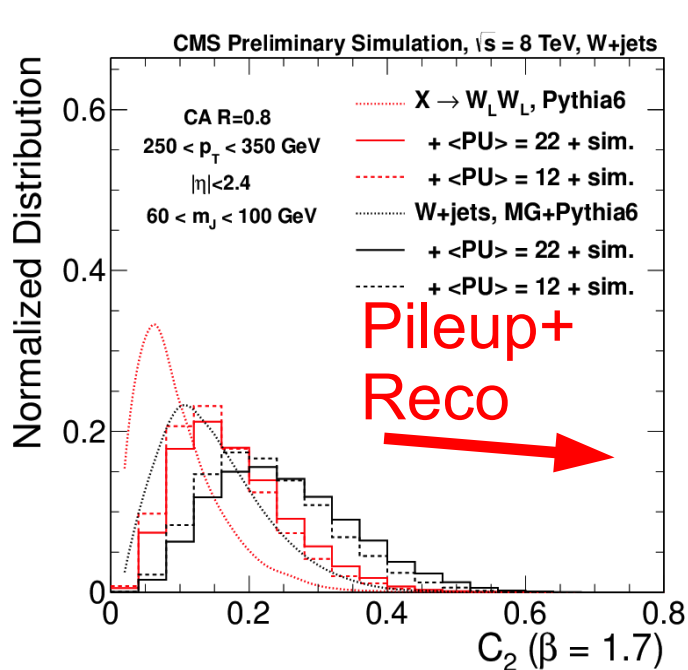 CMS Preliminary Simulation, √s = 8 TeV, W+jets
Normalized Distribution
0.6
0.4
0.2
0
CA R=0.8
250 < p_T < 350 GeV
|η|<2.4
60 < m_J < 100 GeV
X → W_L W_L, Pythia6
+ <PU> = 22 + sim.
+ <PU> = 12 + sim.
W+jets, MG+Pythia6
+ <PU> = 22 + sim.
+ <PU> = 12 + sim.
Pileup+
Reco
0 0.2 0.4 0.6 0.8
C_2 (β = 1.7)